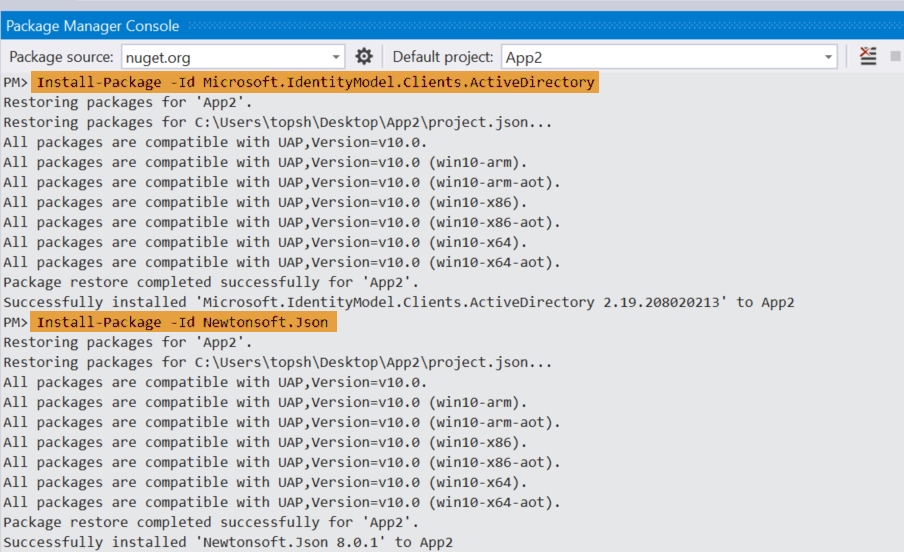 Package Manager Console
Package source: nuget.org Default project: App2
PM> Install-Package -Id Microsoft.IdentityModel.Clients.ActiveDirectory
Restoring packages for 'App2'.
Restoring packages for C:\Users\topsh\Desktop\App2\project.json...
All packages are compatible with UAP,Version=v10.0.
All packages are compatible with UAP,Version=v10.0 (win10-arm).
All packages are compatible with UAP,Version=v10.0 (win10-arm-aot).
All packages are compatible with UAP,Version=v10.0 (win10-x86).
All packages are compatible with UAP,Version=v10.0 (win10-x86-aot).
All packages are compatible with UAP,Version=v10.0 (win10-x64).
All packages are compatible with UAP,Version=v10.0 (win10-x64-aot).
Package restore completed successfully for 'App2'.
Successfully installed 'Microsoft.IdentityModel.Clients.ActiveDirectory 2.19.208020213' to App2
PM> Install-Package -Id Newtonsoft.Json
Restoring packages for 'App2'.
Restoring packages for C:\Users\topsh\Desktop\App2\project.json...
All packages are compatible with UAP,Version=v10.0.
All packages are compatible with UAP,Version=v10.0 (win10-arm).
All packages are compatible with UAP,Version=v10.0 (win10-arm-aot).
All packages are compatible with UAP,Version=v10.0 (win10-x86).
All packages are compatible with UAP,Version=v10.0 (win10-x86-aot).
All packages are compatible with UAP,Version=v10.0 (win10-x64).
All packages are compatible with UAP,Version=v10.0 (win10-x64-aot).
Package restore completed successfully for 'App2'.
Successfully installed 'Newtonsoft.Json 8.0.1' to App2